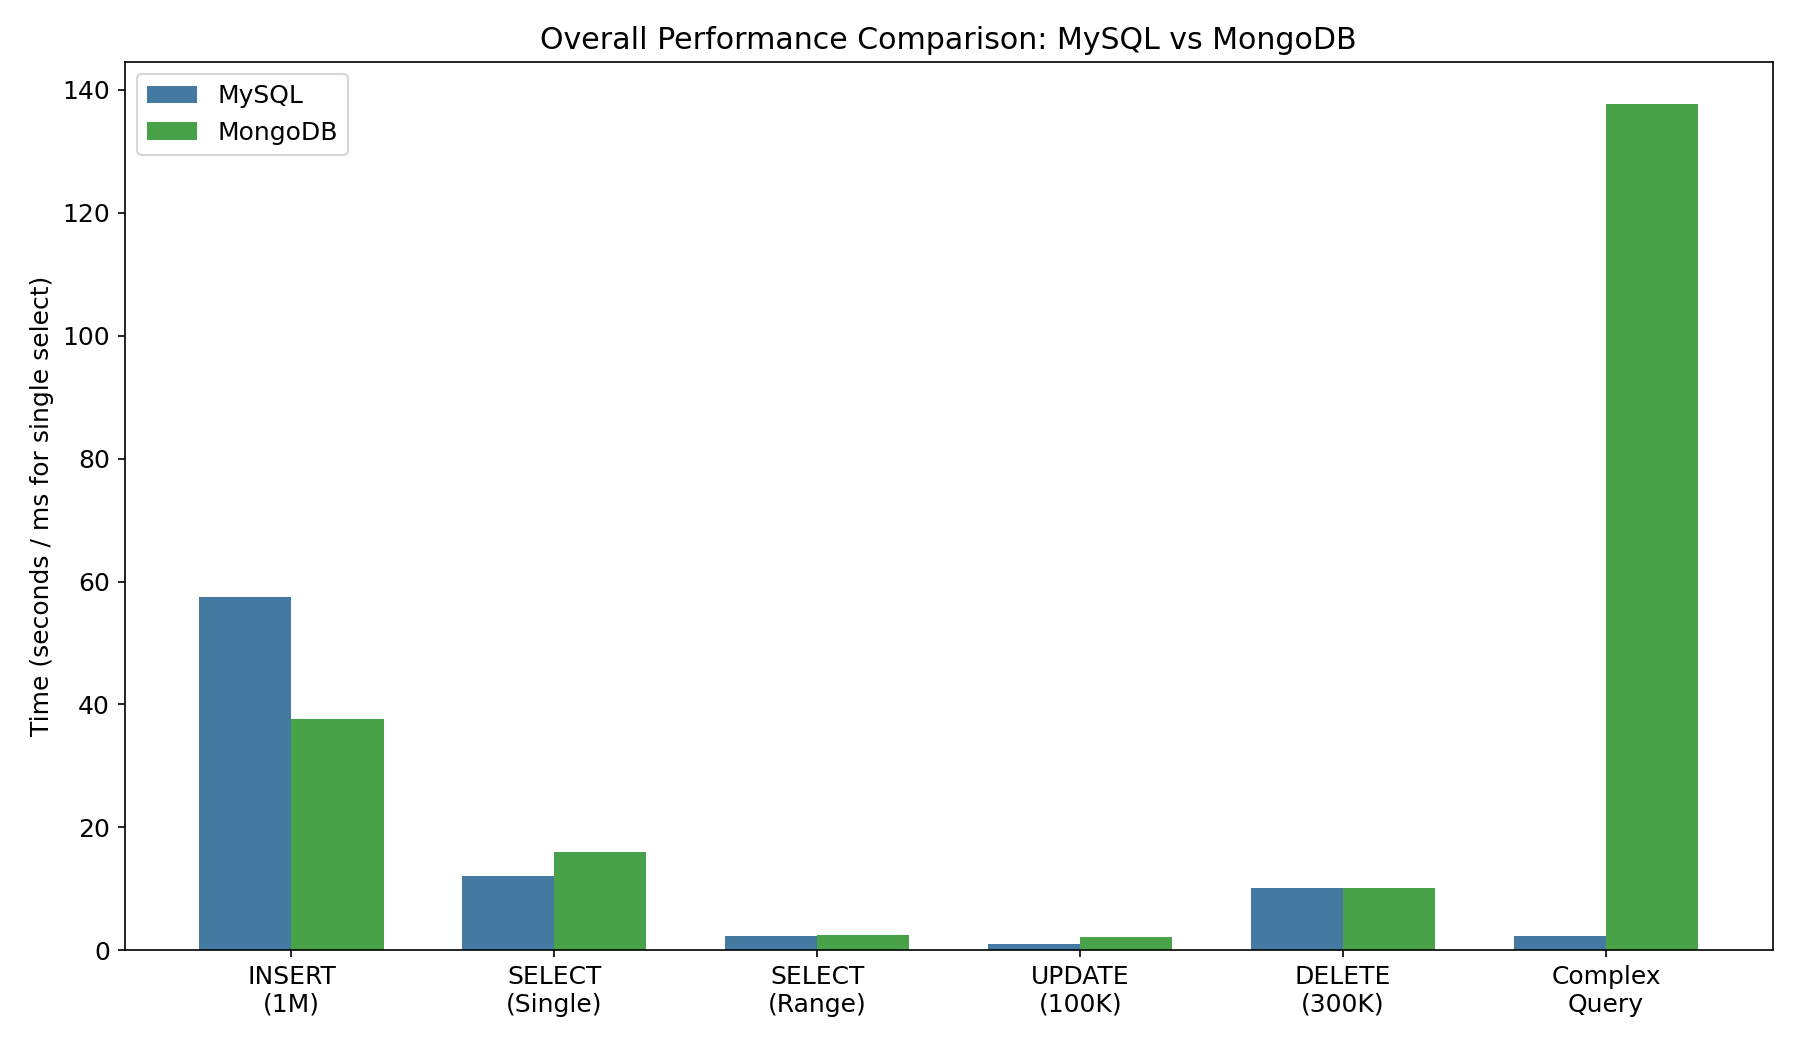 Overall Performance Comparison: MySQL vs MongoDB
MySQL
MongoDB
Time (seconds / ms for single select)
140
120
100
80
60
40
20
0
INSERT
(1M)
SELECT
(Single)
SELECT
(Range)
UPDATE
(100K)
DELETE
(300K)
Complex
Query